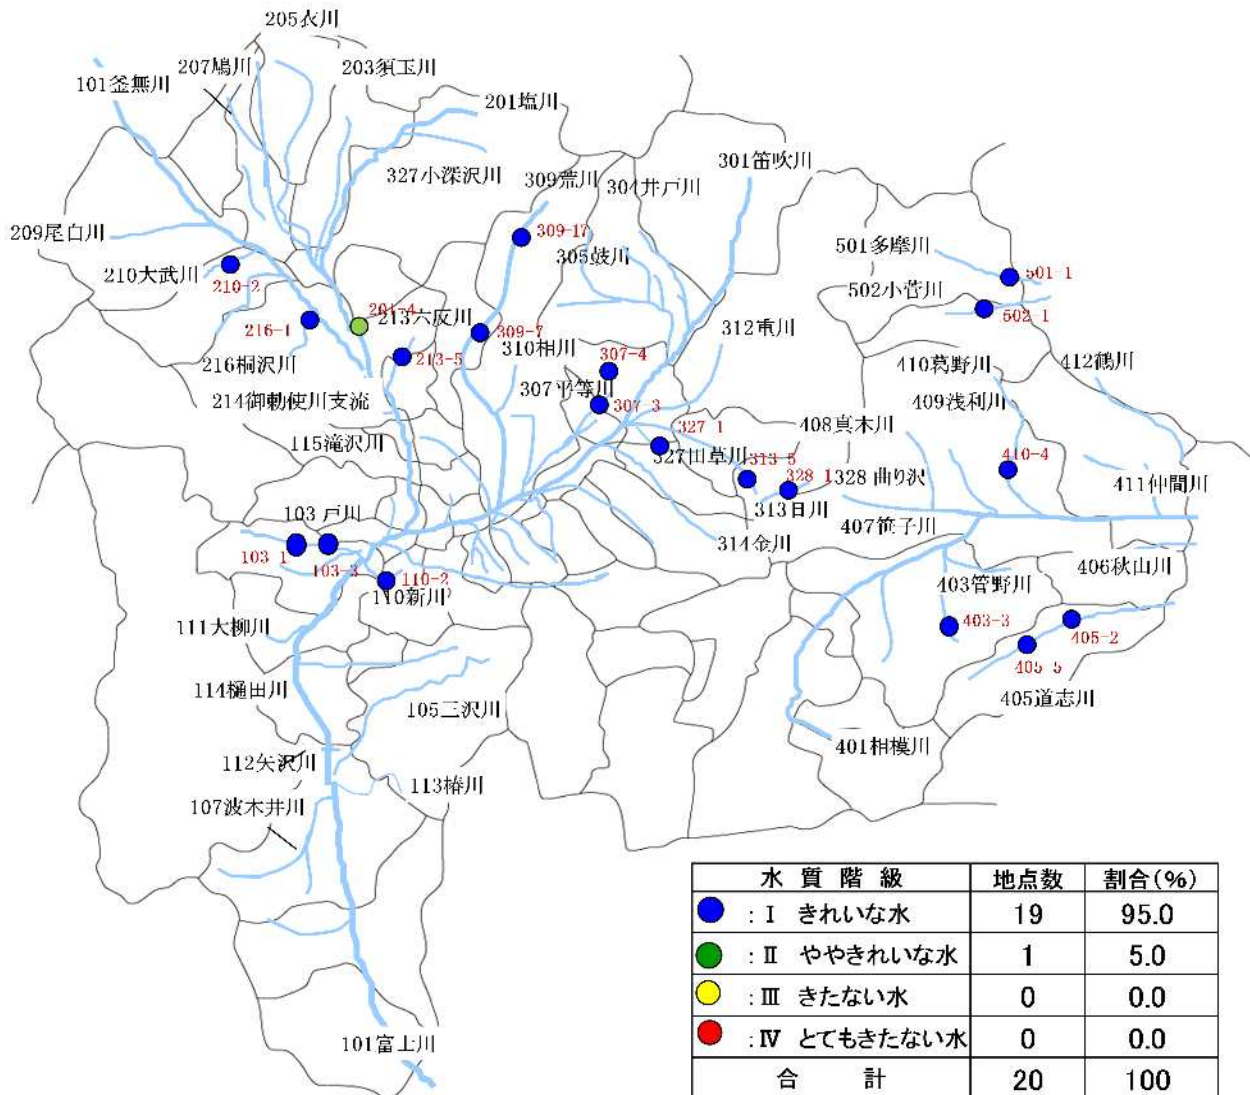 205衣川
207鳩川
203須玉川
101釜無川
201塩川
301笛吹川
327小深沢川
309荒川
304井戸川
209尾白川
309-17
501多摩川
305鼓川
210大武川
501-1
210-2
502小菅川
201-4
213六反川
502-1
216-1
309-7
312重川
310相川
213-5
307-4
410葛野川
412鶴川
216桐沢川
307平等川
214御勅使川支流
307-3
409浅利川
327-1
408真木川
115滝沢川
327田草川
313-5
410-4
328-1
328 曲り沢
411仲間川
313日川
103 戸川
407笹子川
314金川
103-1
103-3
406秋山川
110-2
403管野川
110新川
111大柳川
403-3
405-2
405-5
114樋田川
405道志川
105三沢川
401相模川
112矢沢川
113椿川
107波木井川
101富士川
水 質 階 級 地点数 割合(%)
:Ⅰ きれいな水 19 95.0
:Ⅱ ややきれいな水 1 5.0
:Ⅲ きたない水 0 0.0
:Ⅳ とてもきたない水 0 0.0
合 計 20 100